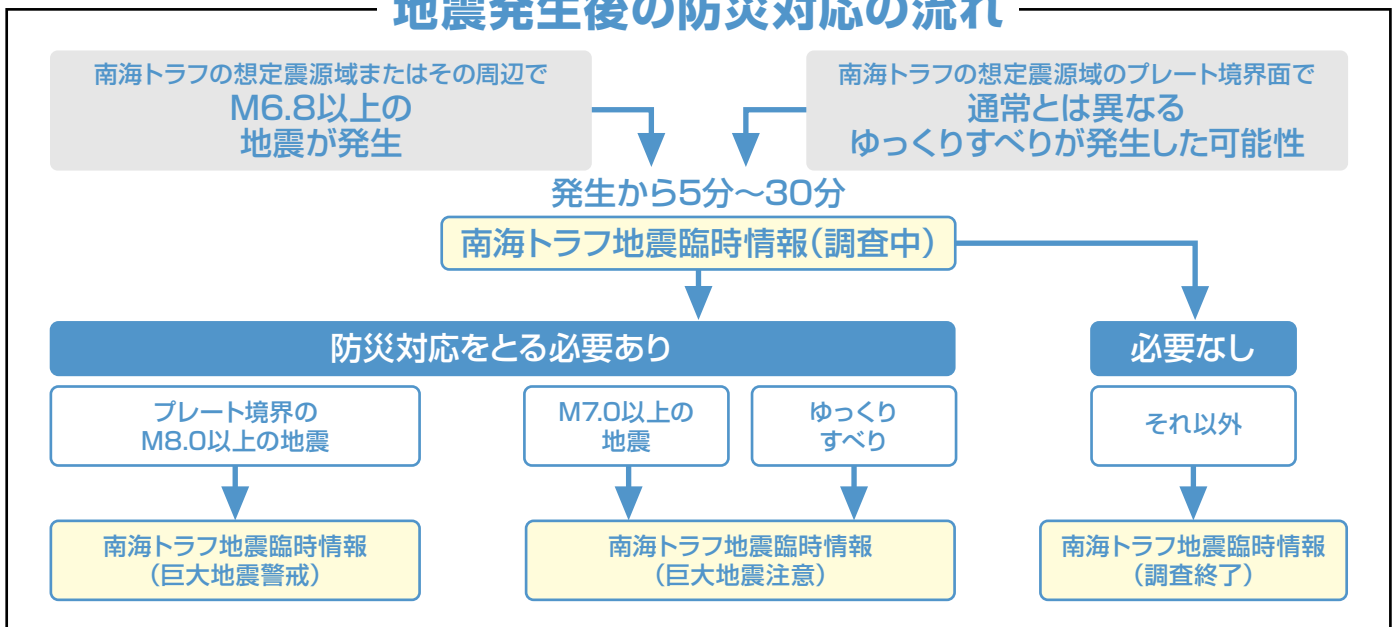 地震発生後の防災対応の流れ
南海トラフの想定震源域またはその周辺で
M6.8以上の
地震が発生
南海トラフの想定震源域のプレート境界面で
通常とは異なる
ゆっくりすべりが発生した可能性
発生から5分～30分
南海トラフ地震臨時情報(調査中)
防災対応をとる必要あり
必要なし
プレート境界の
M8.0以上の地震
M7.0以上の
地震
ゆっくり
すべり
それ以外
南海トラフ地震臨時情報
(巨大地震警戒)
南海トラフ地震臨時情報
(巨大地震注意)
南海トラフ地震臨時情報
(調査終了)